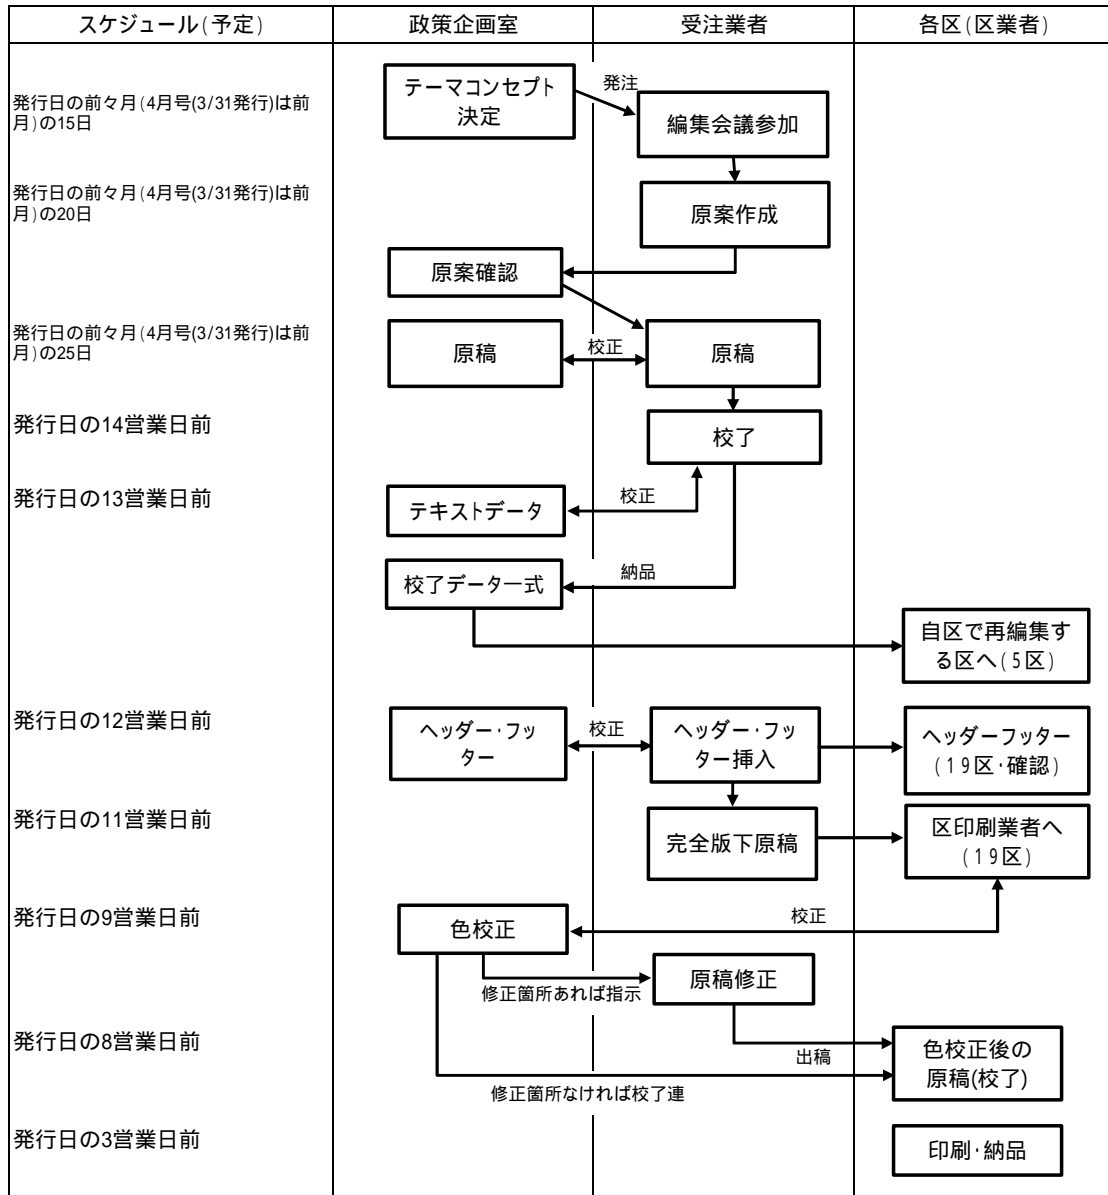 スケジュール(予定)
政策企画室
受注業者
各区(区業者)
発行日の前々月(4月号(3/31発行)は前
月)の15日
テーマコンセプト
決定
発注
編集会議参加
発行日の前々月(4月号(3/31発行)は前
月)の20日
原案作成
原案確認
発行日の前々月(4月号(3/31発行)は前
月)の25日
原稿
校正
原稿
発行日の14営業日前
校了
発行日の13営業日前
テキストデータ
校正
校了データ一式
納品
自区で再編集す
る区へ(5区)
発行日の12営業日前
ヘッダー・フッ
ター
校正
ヘッダー・フッ
ター挿入
ヘッダーフッター
(19区・確認)
発行日の11営業日前
完全版下原稿
区印刷業者へ
(19区)
発行日の9営業日前
色校正
校正
修正箇所あれば指示
原稿修正
発行日の8営業日前
出稿
色校正後の
原稿(校了)
修正箇所なければ校了連
発行日の3営業日前
印刷・納品